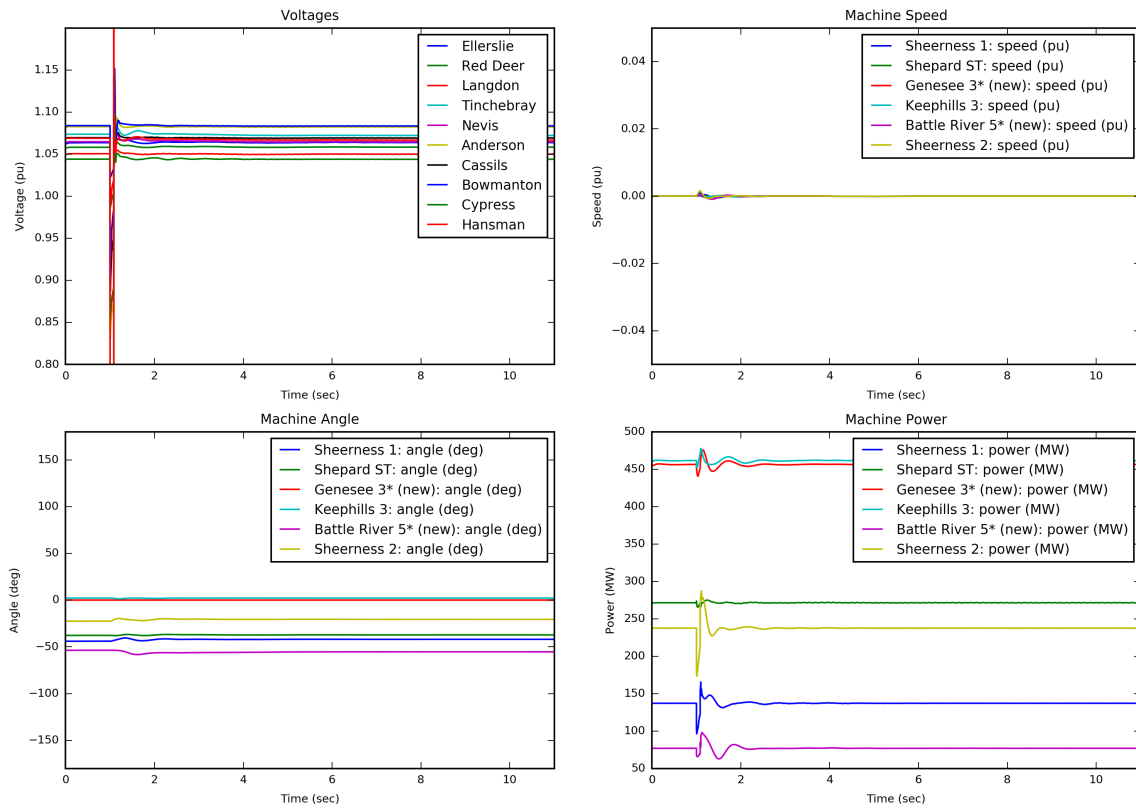 Voltages
1.15
1.10
1.05
1.00
0.95
0.90
0.85
0.80
Voltage (pu)
0 2 4 6 8 10
Time (sec)
Ellerslie
Red Deer
Langdon
Tinchebray
Nevis
Anderson
Cassils
Bowmanton
Cypress
Hansman
Machine Speed
0.04
0.02
0.00
−0.02
−0.04
Speed (pu)
0 2 4 6 8 10
Time (sec)
Sheerness 1: speed (pu)
Shepard ST: speed (pu)
Genesee 3* (new): speed (pu)
Keephills 3: speed (pu)
Battle River 5* (new): speed (pu)
Sheerness 2: speed (pu)
Machine Angle
150
100
50
0
−50
−100
−150
Angle (deg)
0 2 4 6 8 10
Time (sec)
Sheerness 1: angle (deg)
Shepard ST: angle (deg)
Genesee 3* (new): angle (deg)
Keephills 3: angle (deg)
Battle River 5* (new): angle (deg)
Sheerness 2: angle (deg)
Machine Power
500
450
400
350
300
250
200
150
100
50
Power (MW)
0 2 4 6 8 10
Time (sec)
Sheerness 1: power (MW)
Shepard ST: power (MW)
Genesee 3* (new): power (MW)
Keephills 3: power (MW)
Battle River 5* (new): power (MW)
Sheerness 2: power (MW)